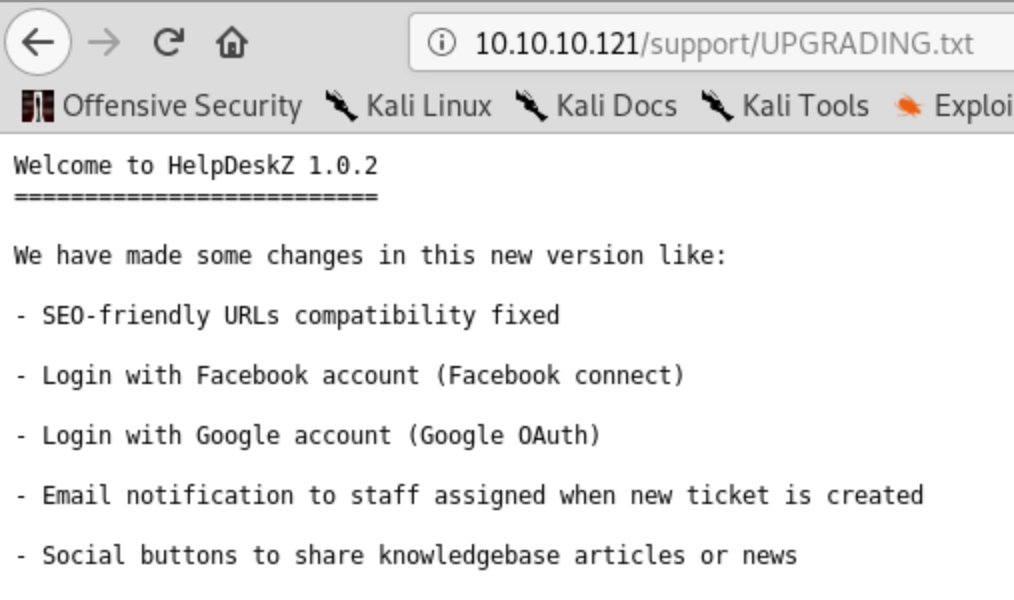 10.10.10.121/support/UPGRADING.txt
Offensive Security Kali Linux Kali Docs Kali Tools Exploi
Welcome to HelpDeskZ 1.0.2
==========================
We have made some changes in this new version like:
- SEO-friendly URLs compatibility fixed
- Login with Facebook account (Facebook connect)
- Login with Google account (Google OAuth)
- Email notification to staff assigned when new ticket is created
- Social buttons to share knowledgebase articles or news